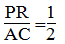 PR/AC = 1/2